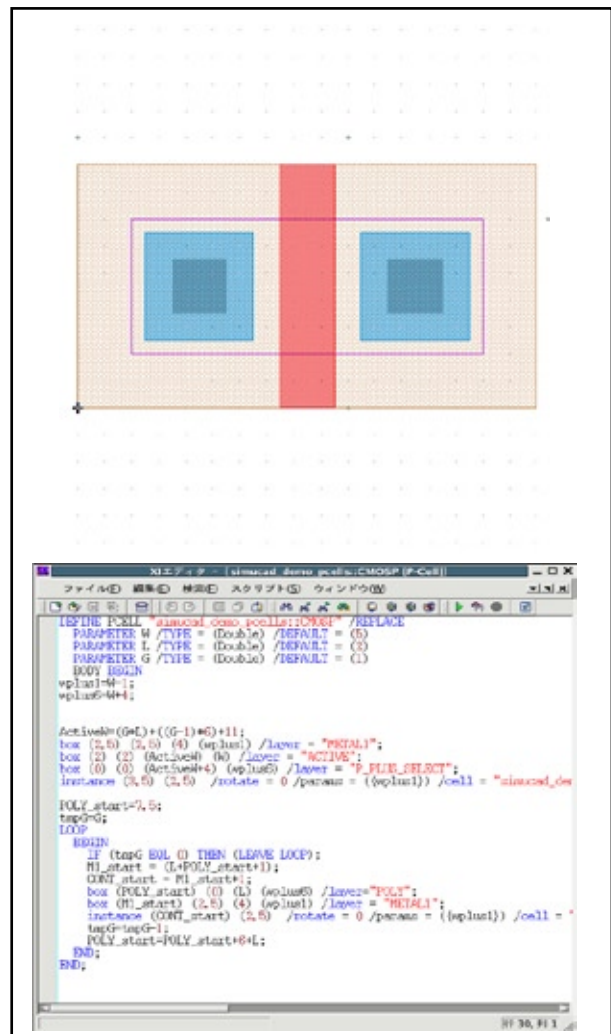 XIエディタ - [simucad_demo_pcells::CMOSP (P-Cell)]
ファイル(F) 編集(E) 検索(E) スクリプト(S) ウィンドウ(W)
DEFINE PCELL "simucad_demo_pcells::CMOSP" /REPLACE
PARAMETER W /TYPE = (Double) /DEFAULT = (5)
PARAMETER L /TYPE = (Double) /DEFAULT = (2)
PARAMETER G /TYPE = (Double) /DEFAULT = (1)
BODY BEGIN
wplus1=W-1;
wplus6=W+4;
ActiveW=(G*L)+((G-1)*6)+11;
box (2,5) (2,5) (4) (wplus1) /layer = "METAL1";
box (2) (2) (ActiveW) (W) /layer = "ACTIVE";
box (0) (0) (ActiveW+4) (wplus6) /layer = "P_PLUS_SELECT";
instance (3,5) (2,5) /rotate = 0 /params = ((wplus1)) /cell = "simucad_dem
POLY_start=7,5;
tmpG=G;
LOOP
BEGIN
IF (tmpG EQL 0) THEN (LEAVE LOOP);
M1_start = (L+POLY_start+1);
CONT_start = M1_start+1;
box (POLY_start) (0) (L) (wplus6) /layer="POLY";
box (M1_start) (2,5) (4) (wplus1) /layer = "METAL1";
instance (CONT_start) (2,5) /rotate = 0 /params = ((wplus1)) /cell = "
tmpG=tmpG-1;
POLY_start=POLY_start+6+L;
END;
END;
行 30, 列 1